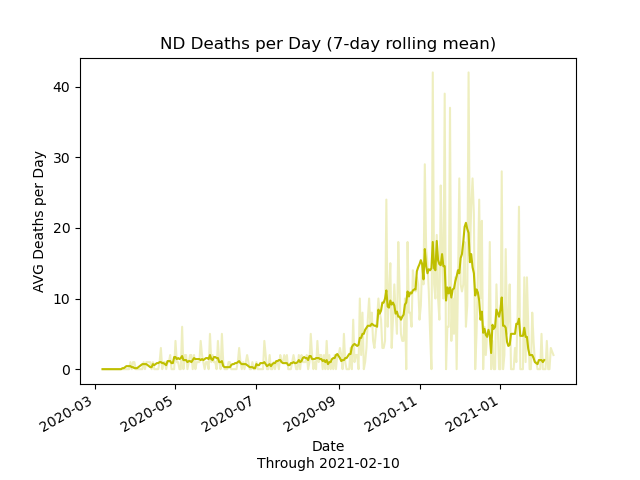 ND Deaths per Day (7-day rolling mean)
AVG Deaths per Day
40
30
20
10
0
2020-03
2020-05
2020-07
2020-09
2020-11
2021-01
Date
Through 2021-02-10